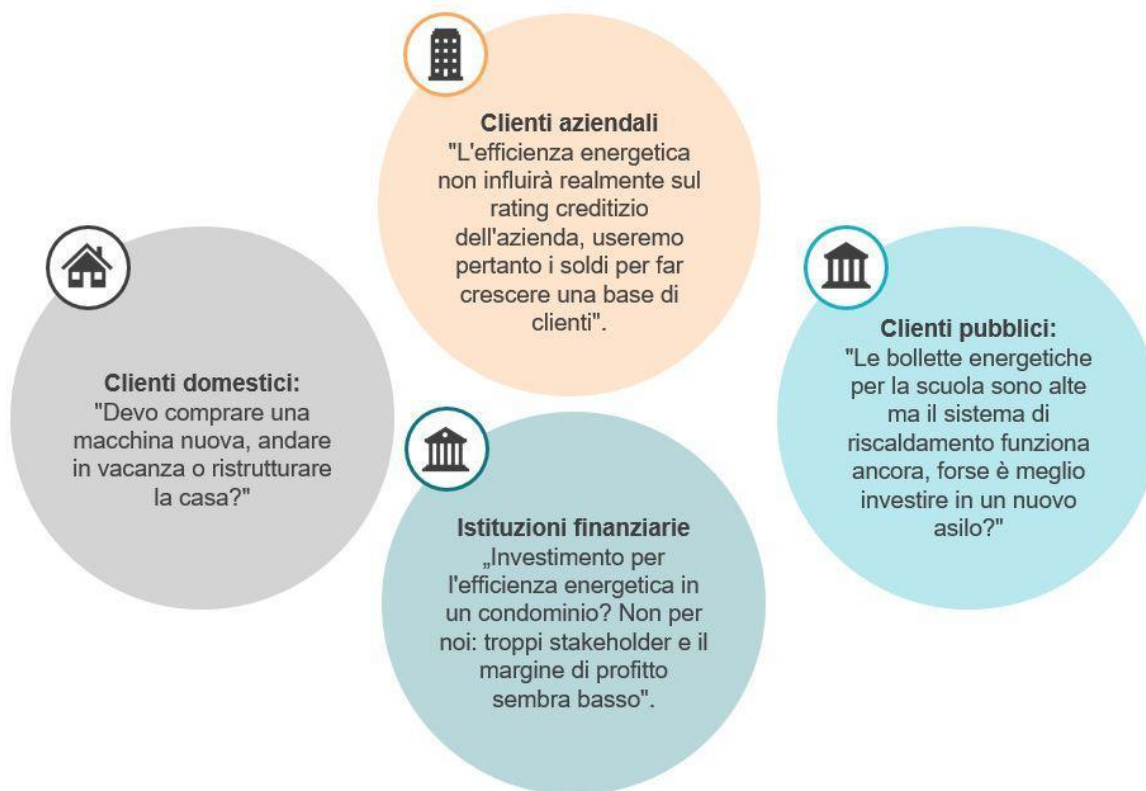 Clienti aziendali
"L'efficienza energetica
non influirà realmente sul
rating creditizio
dell'azienda, useremo
pertanto i soldi per far
crescere una base di
clienti".
Clienti domestici:
"Devo comprare una
macchina nuova, andare
in vacanza o ristrutturare
la casa?"
Istituzioni finanziarie
„Investimento per
l'efficienza energetica in
un condominio? Non per
noi: troppi stakeholder e il
margine di profitto
sembra basso".
Clienti pubblici:
"Le bollette energetiche
per la scuola sono alte
ma il sistema di
riscaldamento funziona
ancora, forse è meglio
investire in un nuovo
asilo?"